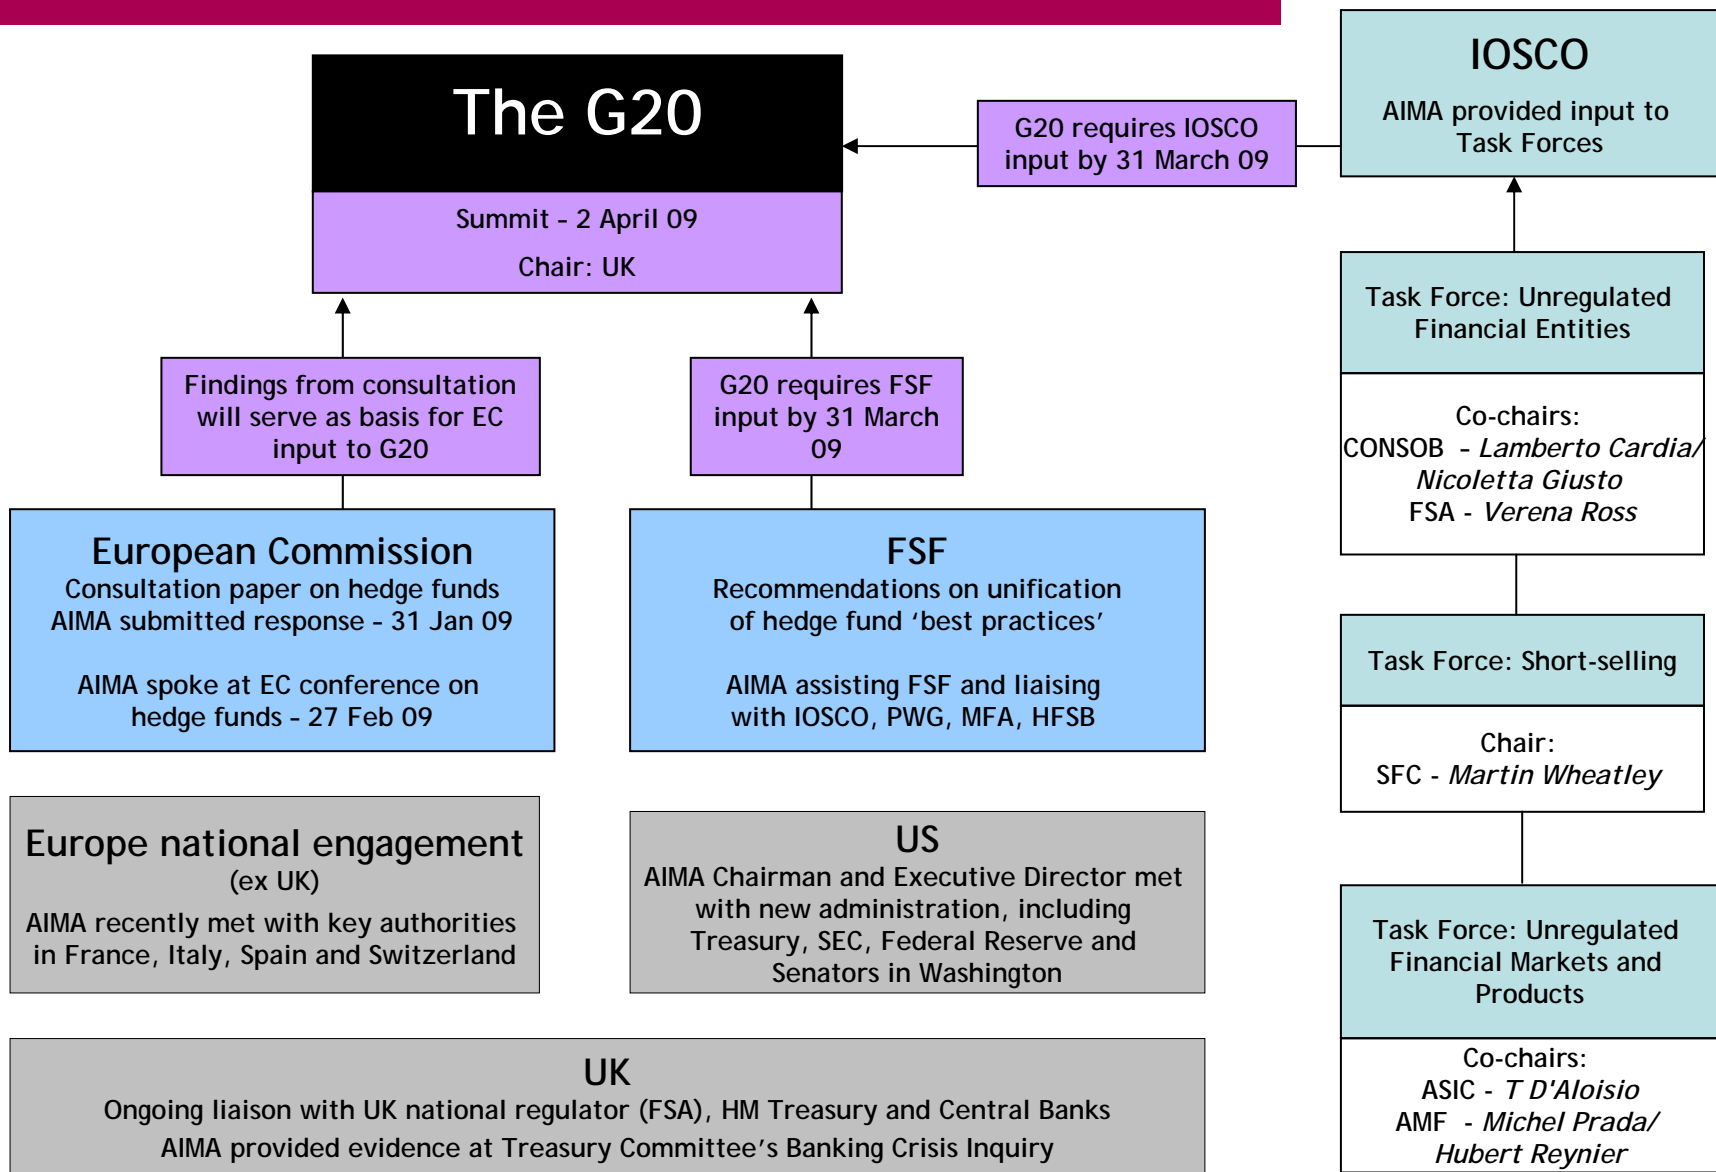 The G20
Summit – 2 April 09
Chair: UK
G20 requires IOSCO
input by 31 March 09
IOSCO
AIMA provided input to
Task Forces
Findings from consultation
will serve as basis for EC
input to G20
G20 requires FSF
input by 31 March
09
European Commission
Consultation paper on hedge funds
AIMA submitted response – 31 Jan 09
AIMA spoke at EC conference on
hedge funds – 27 Feb 09
FSF
Recommendations on unification
of hedge fund ‘best practices’
AIMA assisting FSF and liaising
with IOSCO, PWG, MFA, HFSB
Europe national engagement
(ex UK)
AIMA recently met with key authorities
in France, Italy, Spain and Switzerland
US
AIMA Chairman and Executive Director met
with new administration, including
Treasury, SEC, Federal Reserve and
Senators in Washington
UK
Ongoing liaison with UK national regulator (FSA), HM Treasury and Central Banks
AIMA provided evidence at Treasury Committee’s Banking Crisis Inquiry
Task Force: Unregulated
Financial Entities
Co-chairs:
CONSOB – Lamberto Cardia/
Nicoletta Giusto
FSA - Verena Ross
Task Force: Short-selling
Chair:
SFC - Martin Wheatley
Task Force: Unregulated
Financial Markets and
Products
Co-chairs:
ASIC - T D'Aloisio
AMF - Michel Prada/
Hubert Reynier